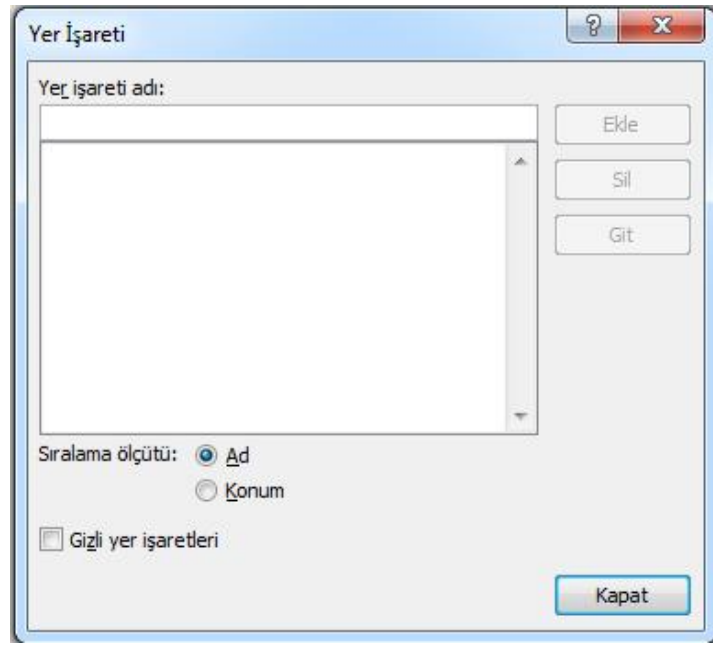 Yer İşareti
Yer işareti adı:
Ekle
Sil
Git
Sıralama ölçütü:
Ad
Konum
Gizli yer işaretleri
Kapat